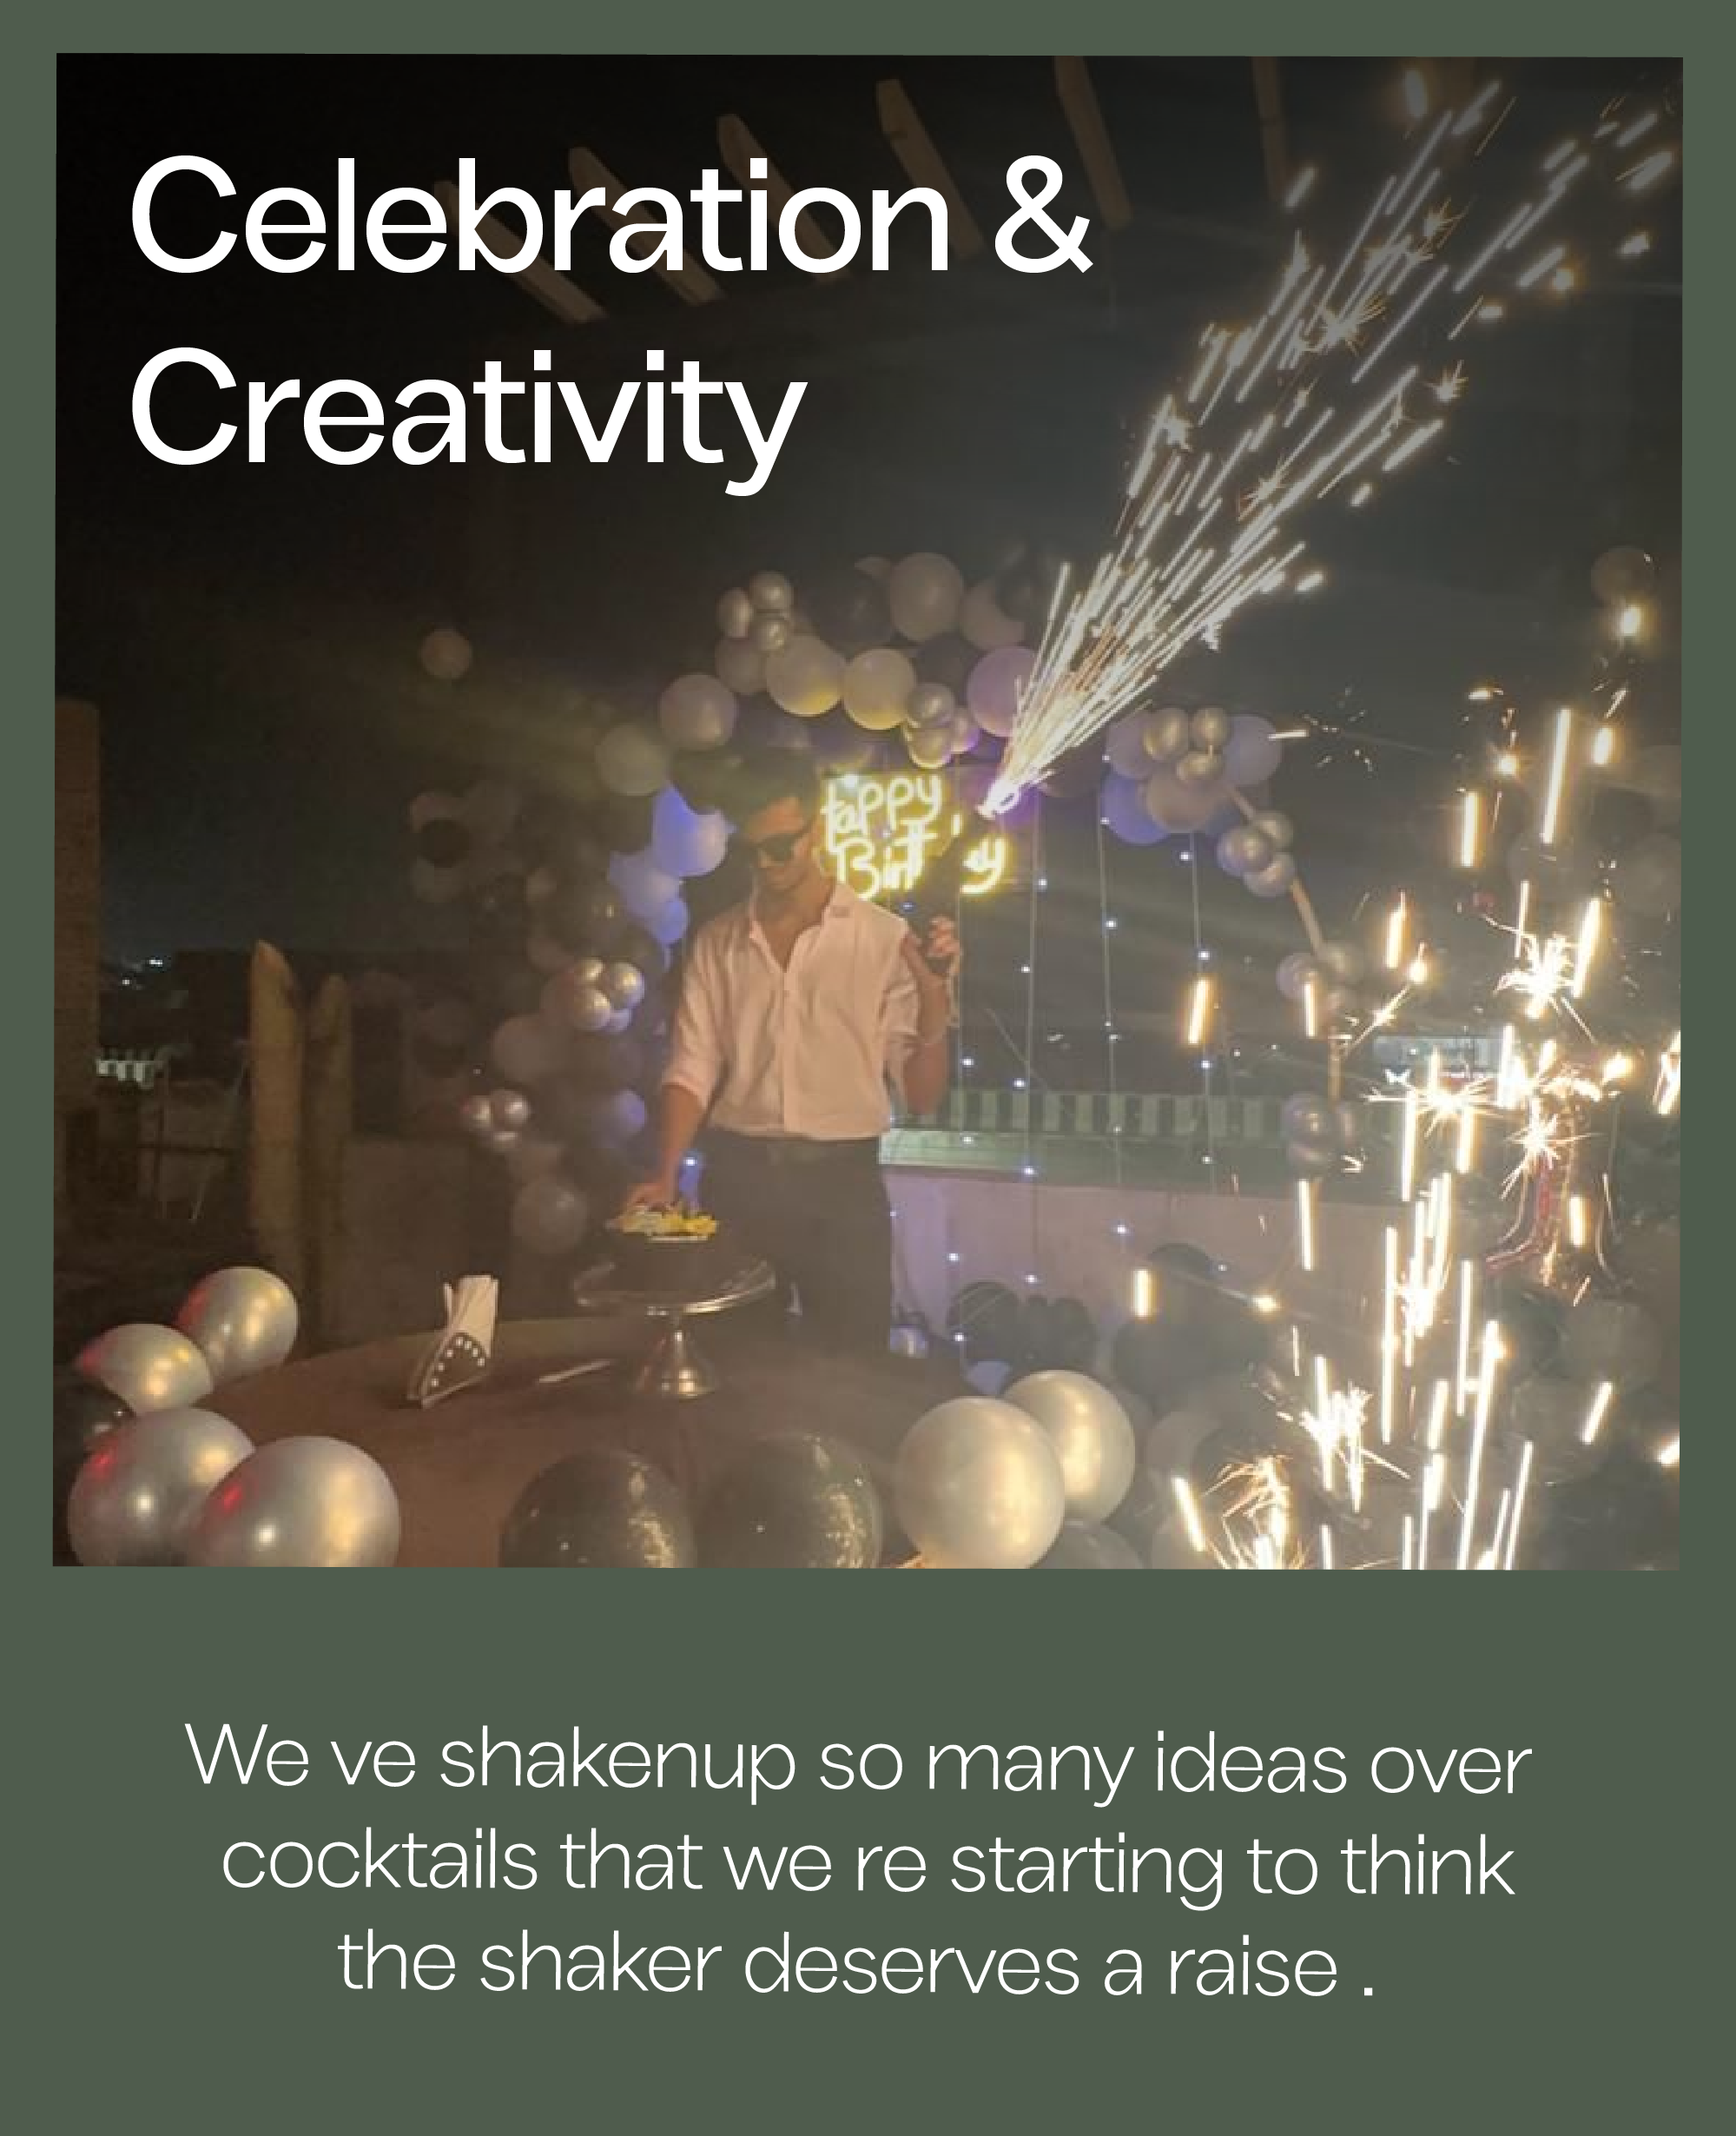 Celebration &
Creativity
Happy
We ve shakenup so many ideas over
cocktails that we re starting to think
the shaker deserves a raise .